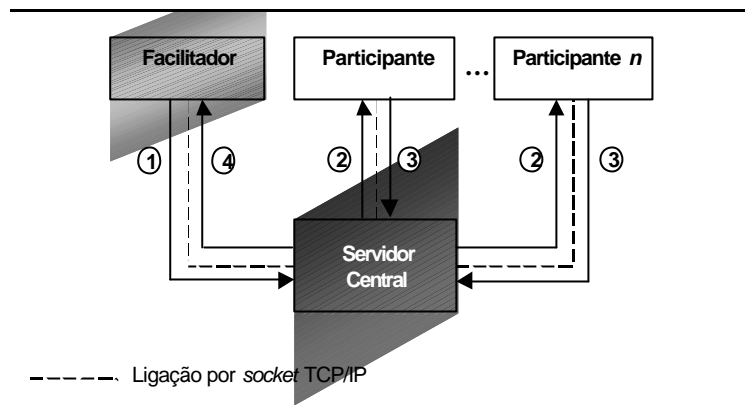 Facilitador
Participante
...
Participante n
1
4
2
3
2
3
Servidor
Central
Ligação por socket TCP/IP